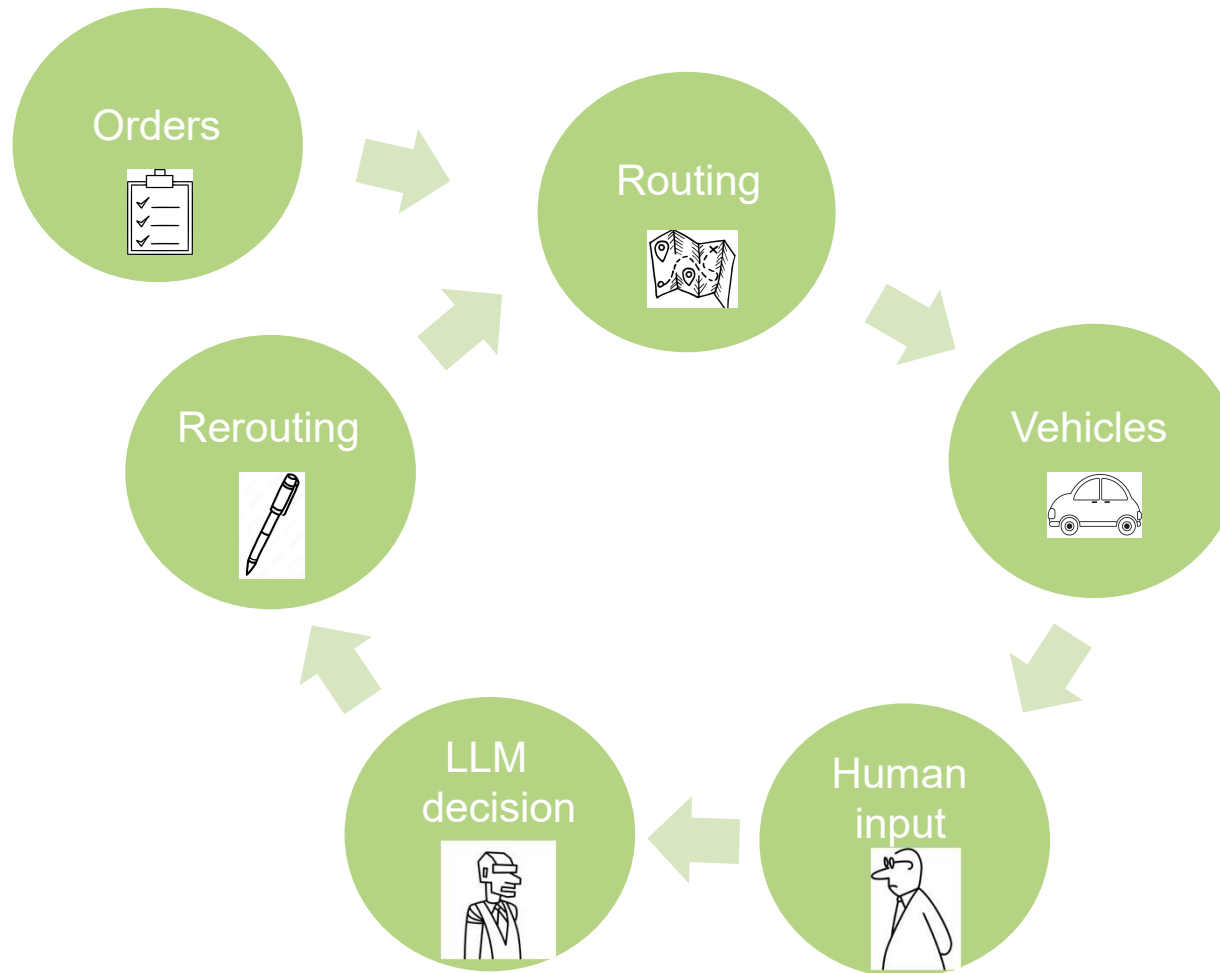 Orders
Routing
Vehicles
Human
input
LLM
decision
Rerouting